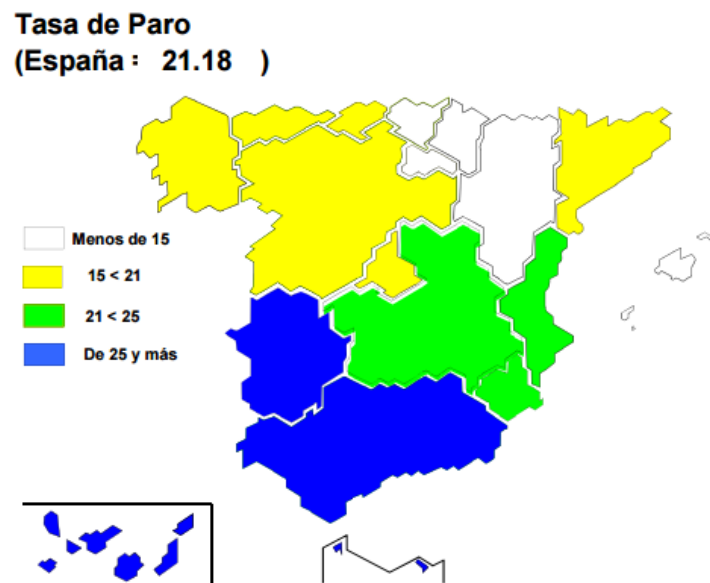 Tasa de Paro
(España : 21.18 )
Menos de 15
15 < 21
21 < 25
De 25 y más